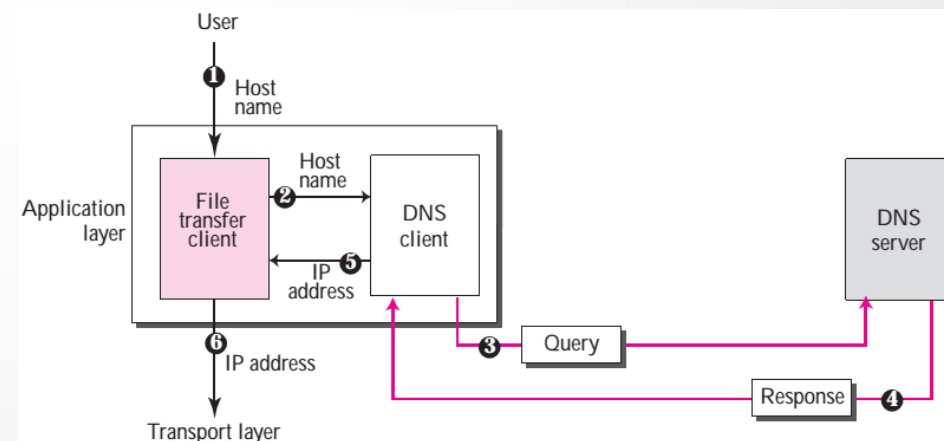 User
1
Host
name
Application
layer
File
transfer
client
Host
name
2
DNS
client
5
IP
address
DNS
server
3
Query
6
IP address
Response
4
Transport layer